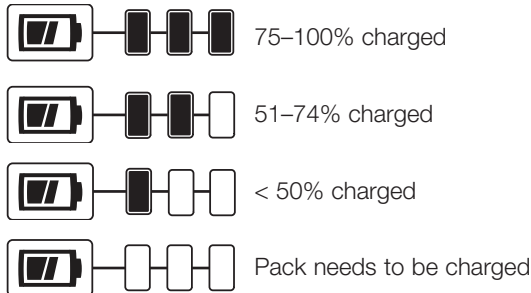 75–100% charged
51–74% charged
< 50% charged
Pack needs to be charged